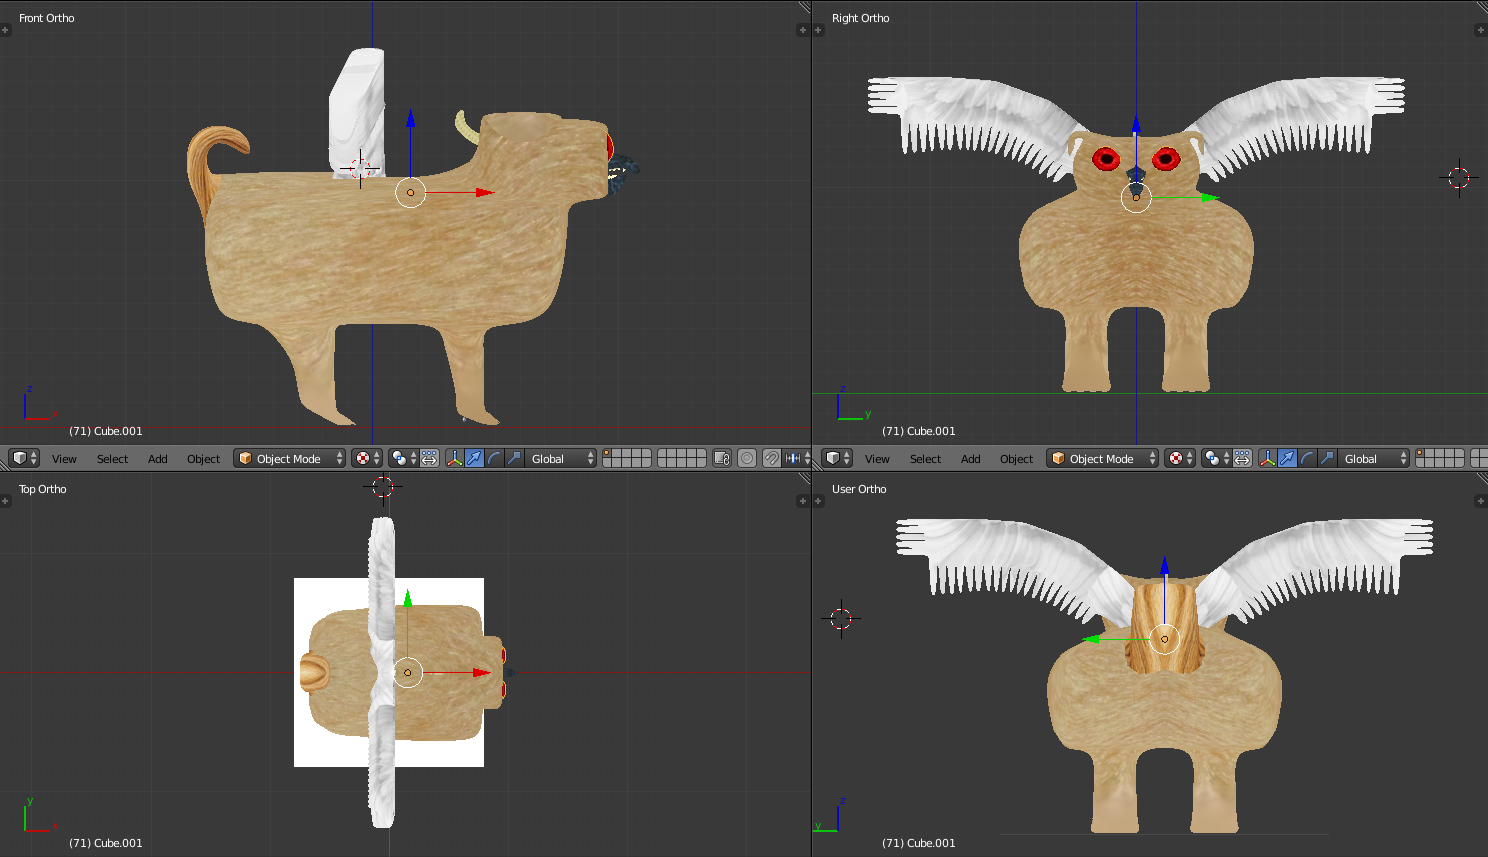 Front Ortho
Right Ortho
z
x
(71) Cube.001
z
y
(71) Cube.001
View Select Add Object Object Mode Global
View Select Add Object Object Mode Global
Top Ortho
User Ortho
y
x
(71) Cube.001
z
y
(71) Cube.001